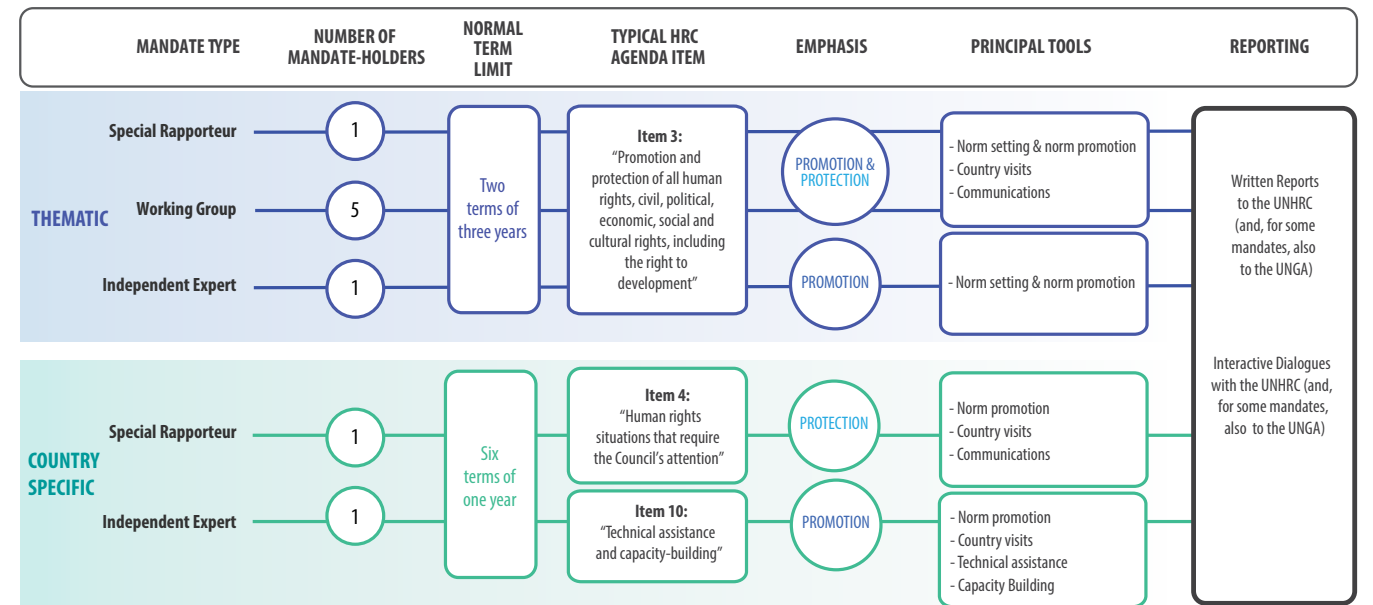 MANDATE TYPE
NUMBER OF
MANDATE-HOLDERS
NORMAL
TERM
LIMIT
TYPICAL HRC
AGENDA ITEM
EMPHASIS
PRINCIPAL TOOLS
REPORTING
THEMATIC
Special Rapporteur
1
Working Group
5
Independent Expert
1
Two
terms of
three years
Item 3:
“Promotion and
protection of all human
rights, civil, political,
economic, social and
cultural rights, including
the right to
development”
PROMOTION &
PROTECTION
PROMOTION
- Norm setting & norm promotion
- Country visits
- Communications
- Norm setting & norm promotion
Written Reports
to the UNHRC
(and, for some
mandates, also
to the UNGA)
Interactive Dialogues
with the UNHRC (and,
for some mandates,
also to the UNGA)
COUNTRY
SPECIFIC
Special Rapporteur
1
Independent Expert
1
Six
terms of
one year
Item 4:
“Human rights
situations that require
the Council’s attention”
Item 10:
“Technical assistance
and capacity-building”
PROTECTION
PROMOTION
- Norm promotion
- Country visits
- Communications
- Norm promotion
- Country visits
- Technical assistance
- Capacity Building